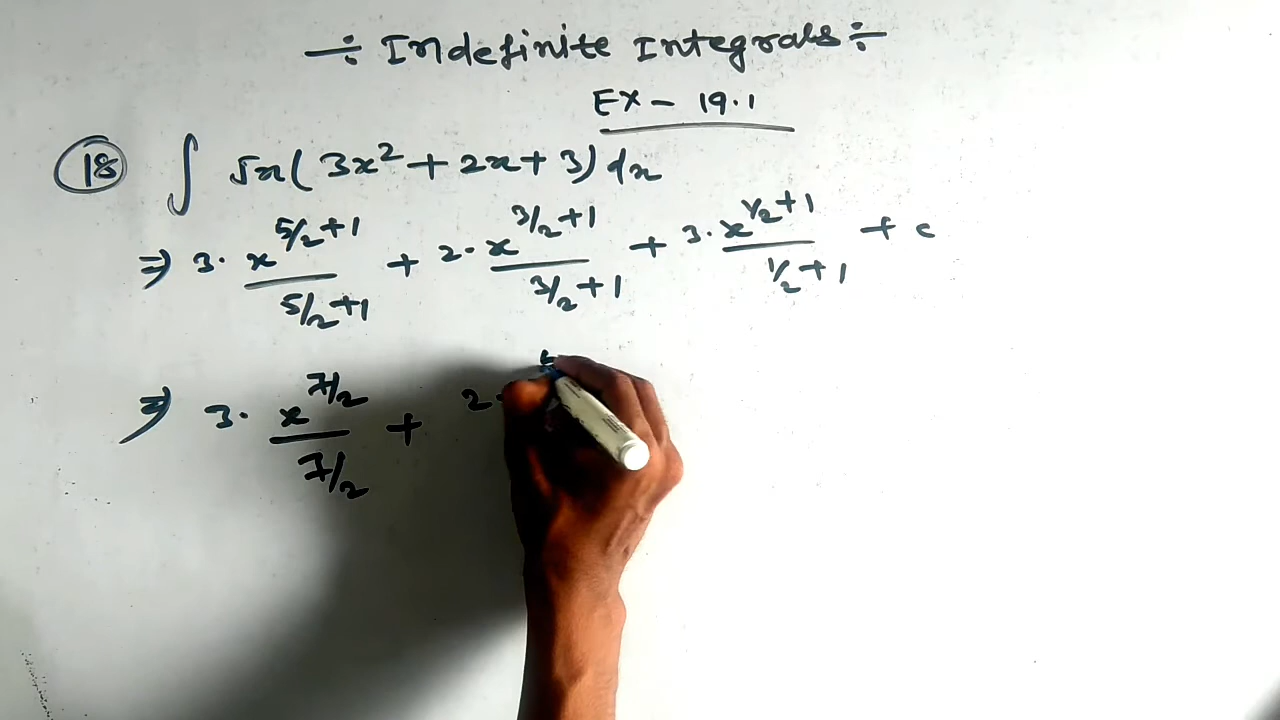 ÷ Indefinite Integrals ÷
EX - 19.1
18 ∫ √x ( 3x² + 2x + 3 ) dx
⇒ 3 · x^(5/2+1) / (5/2+1) + 2 · x^(3/2+1) / (3/2+1) + 3 · x^(1/2+1) / (1/2+1) + c
⇒ 3 · x^(7/2) / (7/2) + 2 ·